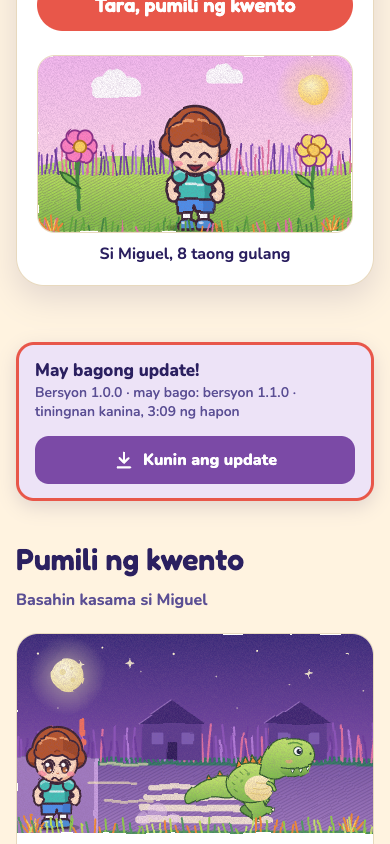 Tara, pumili ng kwento
Si Miguel, 8 taong gulang
May bagong update!
Bersyon 1.0.0 · may bago: bersyon 1.1.0 ·
tiningnan kanina, 3:09 ng hapon
Kunin ang update
Pumili ng kwento
Basahin kasama si Miguel